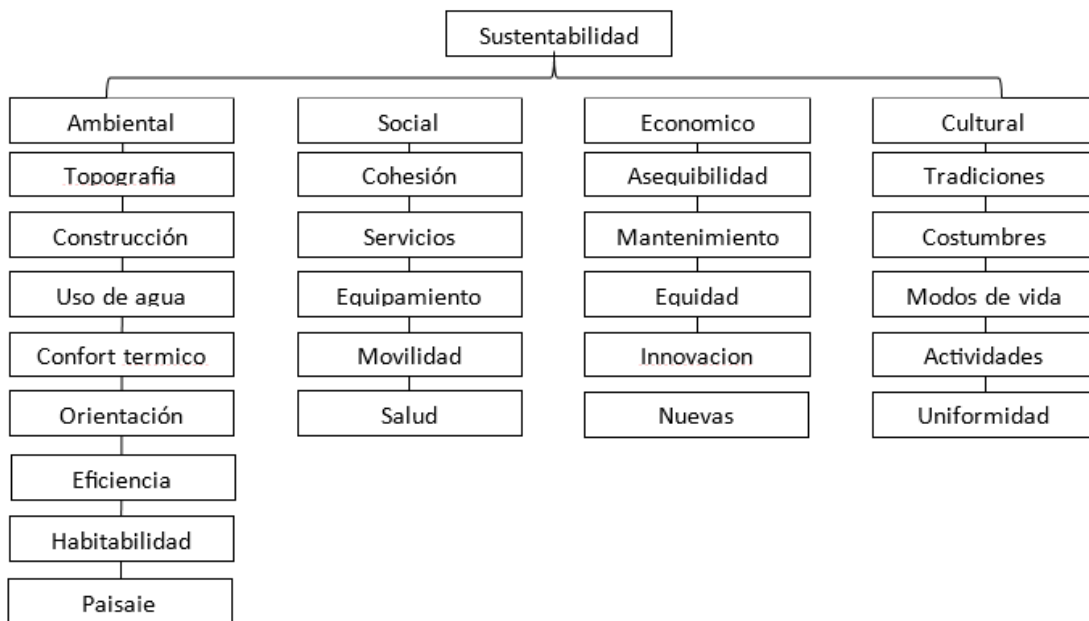 Sustentabilidad
Ambiental
Social
Economico
Cultural
Topografia
Cohesión
Asequibilidad
Tradiciones
Construcción
Servicios
Mantenimiento
Costumbres
Uso de agua
Equipamiento
Equidad
Modos de vida
Confort termico
Movilidad
Innovacion
Actividades
Orientación
Salud
Nuevas
Uniformidad
Eficiencia
Habitabilidad
Paisaje